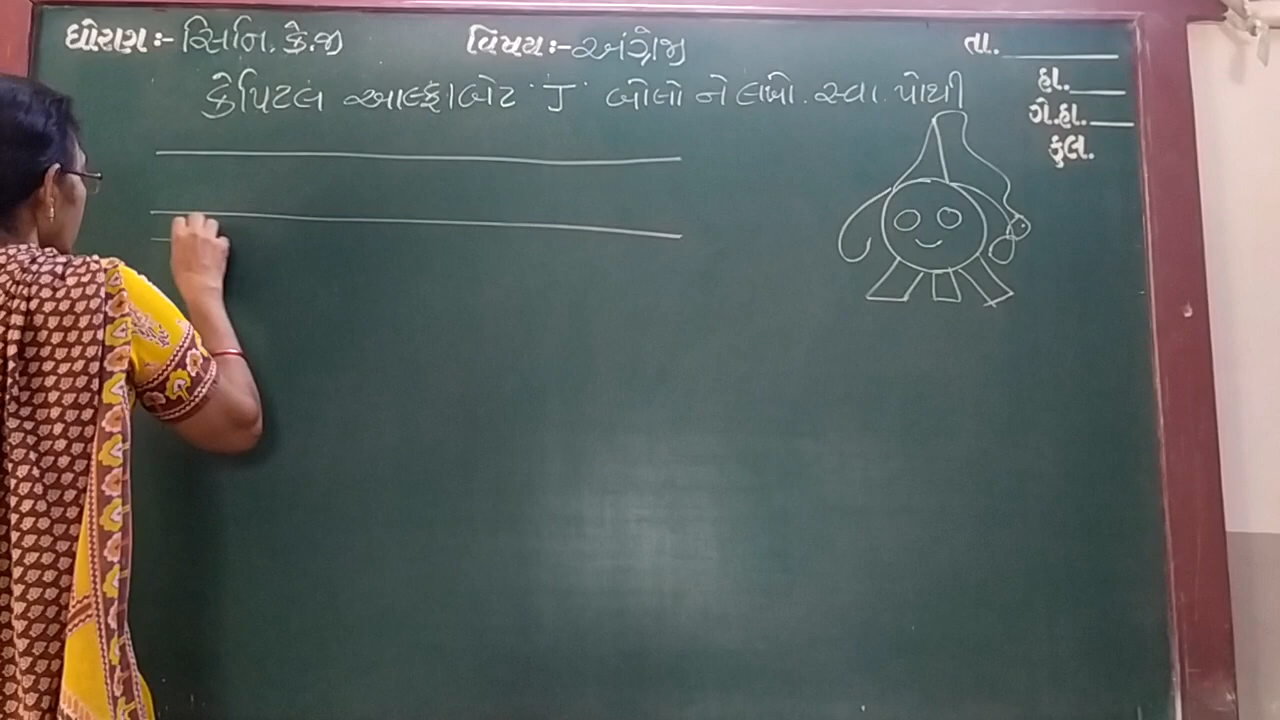 ધોરણઃ- સિનિ. કે.જી વિષયઃ- અંગ્રેજી તા.
કેપિટલ આલ્ફાબેટ 'J' બોલો ને લખો. સ્વા. પોથી
હા.
ગે.હા.
કુલ.